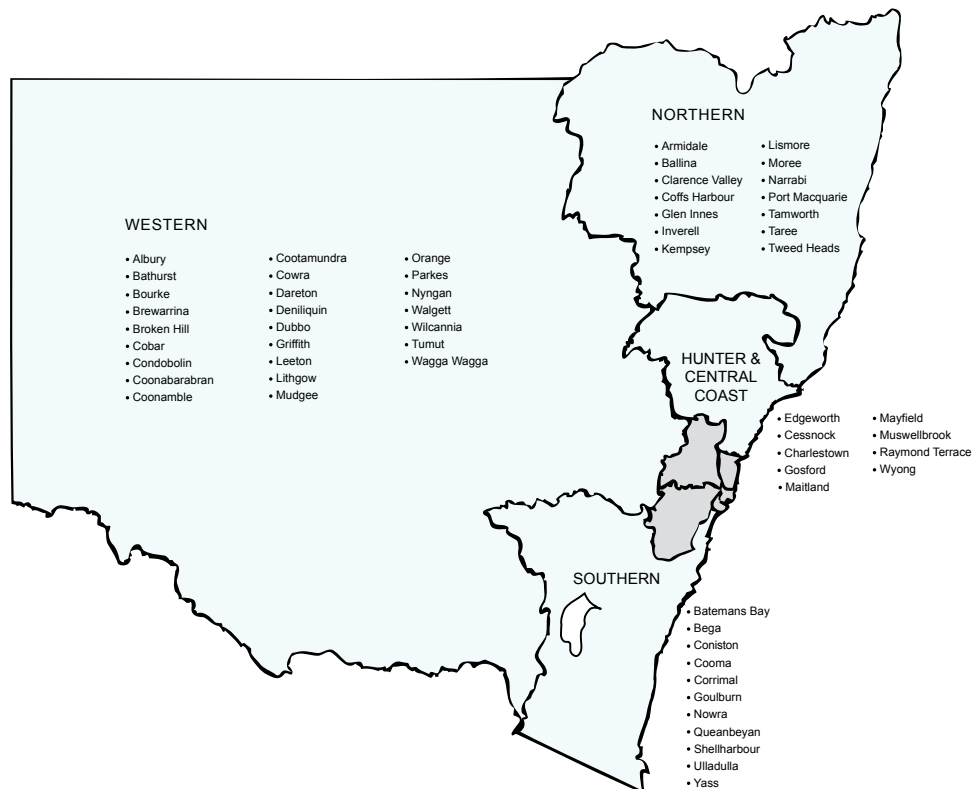 NORTHERN
• Armidale
• Ballina
• Clarence Valley
• Coffs Harbour
• Glen Innes
• Inverell
• Kempsey
• Lismore
• Moree
• Narrabi
• Port Macquarie
• Tamworth
• Taree
• Tweed Heads
WESTERN
• Albury
• Bathurst
• Bourke
• Brewarrina
• Broken Hill
• Cobar
• Condobolin
• Coonabarabran
• Coonamble
• Cootamundra
• Cowra
• Dareton
• Deniliquin
• Dubbo
• Griffith
• Leeton
• Lithgow
• Mudgee
• Orange
• Parkes
• Nyngan
• Walgett
• Wilcannia
• Tumut
• Wagga Wagga
HUNTER &
CENTRAL
COAST
• Edgeworth
• Cessnock
• Charlestown
• Gosford
• Maitland
• Mayfield
• Muswellbrook
• Raymond Terrace
• Wyong
SOUTHERN
• Batemans Bay
• Bega
• Coniston
• Cooma
• Corrimal
• Goulburn
• Nowra
• Queanbeyan
• Shellharbour
• Ulladulla
• Yass